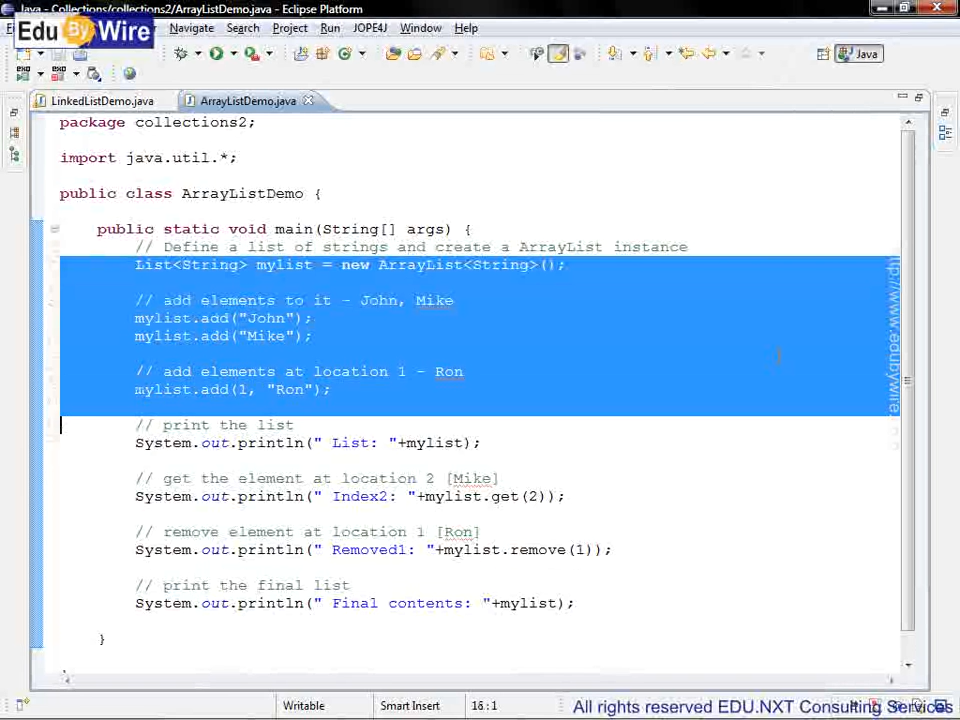 Java - Collections/collections2/ArrayListDemo.java - Eclipse Platform
Edu By Wire
Navigate Search Project Run JOPE4J Window Help
Java
LinkedListDemo.java ArrayListDemo.java
package collections2;
import java.util.*;
public class ArrayListDemo {
public static void main(String[] args) {
// Define a list of strings and create a ArrayList instance
List<String> mylist = new ArrayList<String>();
// add elements to it - John, Mike
mylist.add("John");
mylist.add("Mike");
// add elements at location 1 - Ron
mylist.add(1, "Ron");
// print the list
System.out.println(" List: "+mylist);
// get the element at location 2 [Mike]
System.out.println(" Index2: "+mylist.get(2));
// remove element at location 1 [Ron]
System.out.println(" Removed1: "+mylist.remove(1));
// print the final list
System.out.println(" Final contents: "+mylist);
}
Writable Smart Insert 16:1
All rights reserved EDU.NXT Consulting Services